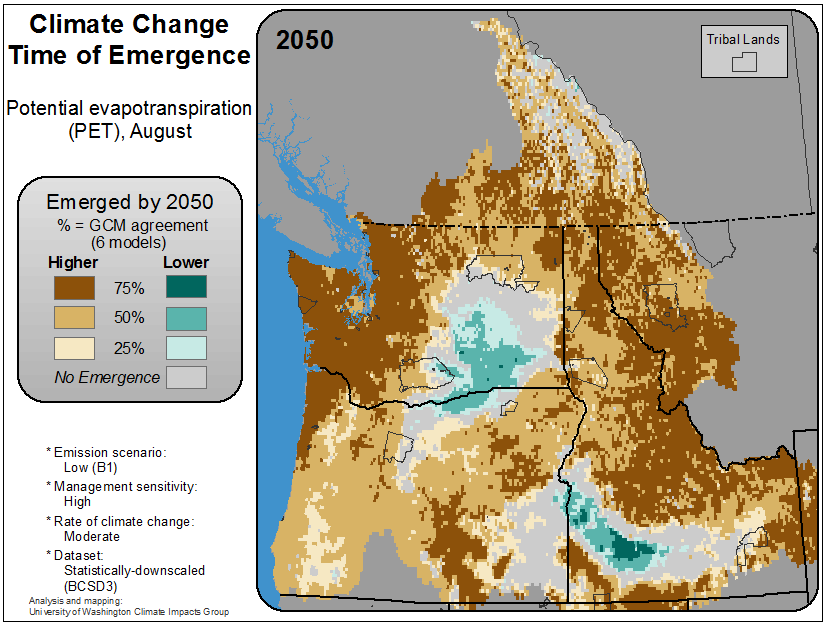 Climate Change
Time of Emergence
Potential evapotranspiration
(PET), August
Emerged by 2050
% = GCM agreement
(6 models)
Higher Lower
75%
50%
25%
No Emergence
* Emission scenario:
Low (B1)
* Management sensitivity:
High
* Rate of climate change:
Moderate
* Dataset:
Statistically-downscaled
(BCSD3)
Analysis and mapping:
University of Washington Climate Impacts Group
2050
Tribal Lands